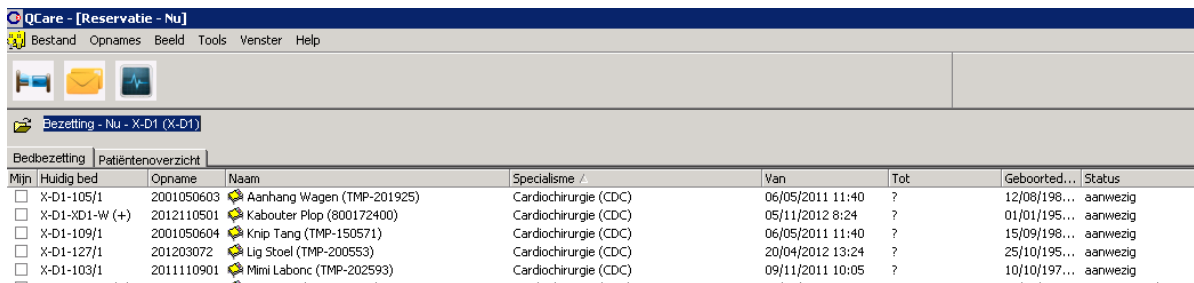 QCare - [Reservatie - Nu]
Bestand Opnames Beeld Tools Venster Help
Bezetting - Nu - X-D1 (X-D1)
Bedbezetting Patiëntenoverzicht
Mijn Huidig bed Opname Naam Specialisme Van Tot Geboorted... Status
X-D1-105/1 2001050603 Aanhang Wagen (TMP-201925) Cardiochirurgie (CDC) 06/05/2011 11:40 ? 12/08/198... aanwezig
X-D1-XD1-W (+) 2012110501 Kabouter Plop (800172400) Cardiochirurgie (CDC) 05/11/2012 8:24 ? 01/01/195... aanwezig
X-D1-109/1 2001050604 Knip Tang (TMP-150571) Cardiochirurgie (CDC) 06/05/2011 11:40 ? 15/09/198... aanwezig
X-D1-127/1 201203072 Lig Stoel (TMP-200553) Cardiochirurgie (CDC) 20/04/2012 13:24 ? 25/10/195... aanwezig
X-D1-103/1 2011110901 Mimi Labonc (TMP-202593) Cardiochirurgie (CDC) 09/11/2011 10:05 ? 10/10/197... aanwezig